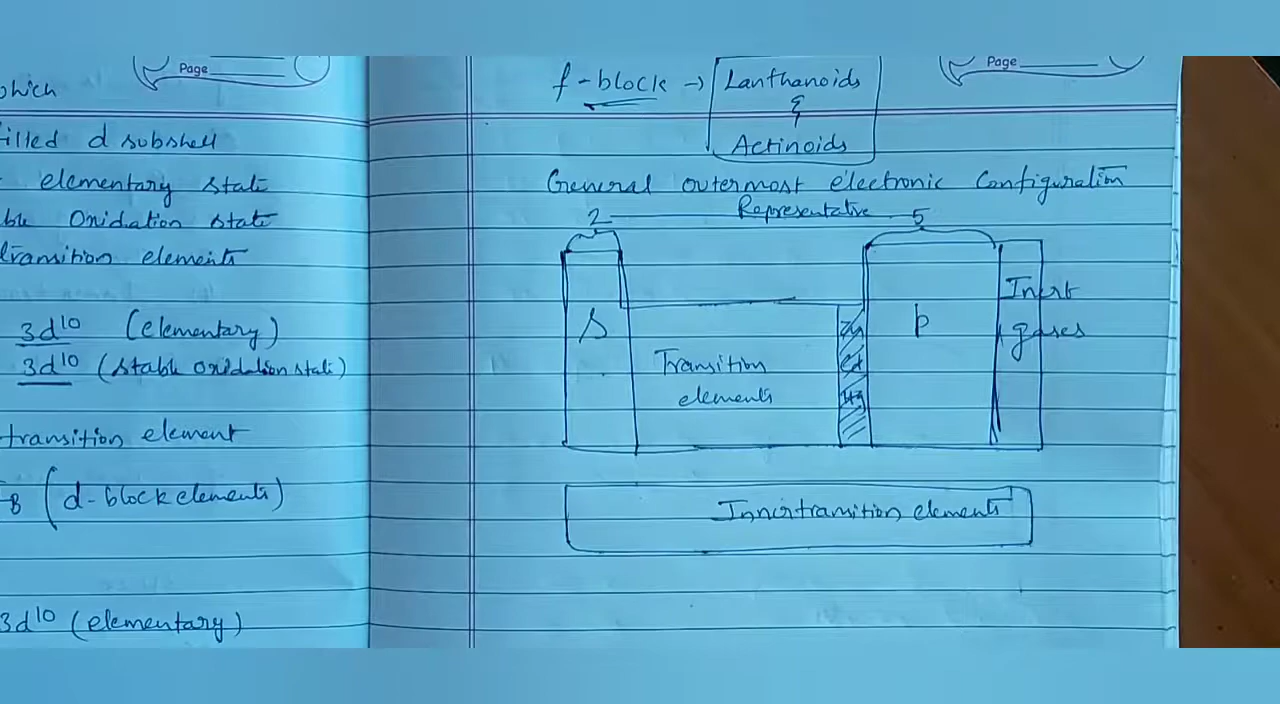 Page
which
filled d subshell
elementary state
ble Oxidation state
transition elements
3d10 (elementary)
3d10 (stable oxidation state)
transition element
B (d-block elements)
3d10 (elementary)
Page
f-block → Lanthanoids
&
Actinoids
General outermost electronic Configuration
2 Representative 5
s
Transition
elements
Zn
Cd
Hg
p
Inert
gases
Innertransition elements